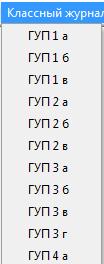 Классный журнал
ГУП 1 а
ГУП 1 б
ГУП 1 в
ГУП 2 а
ГУП 2 б
ГУП 2 в
ГУП 3 а
ГУП 3 б
ГУП 3 в
ГУП 3 г
ГУП 4 а